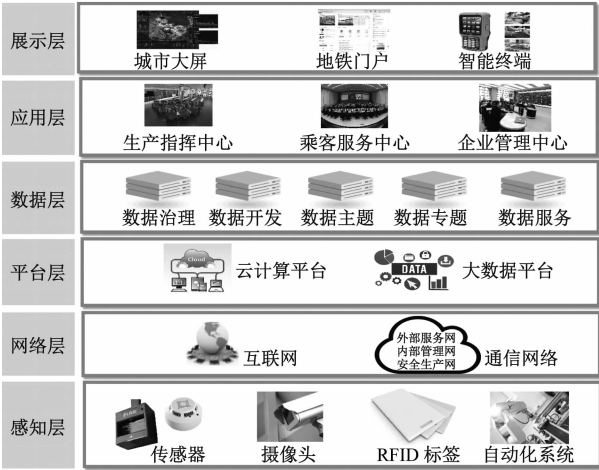 展示层
城市大屏
地铁门户
智能终端
应用层
生产指挥中心
乘客服务中心
企业管理中心
数据层
数据治理
数据开发
数据主题
数据专题
数据服务
平台层
Cloud
云计算平台
DATA
大数据平台
网络层
互联网
外部服务网
内部管理网
安全生产网
通信网络
感知层
传感器
摄像头
RFID 标签
自动化系统